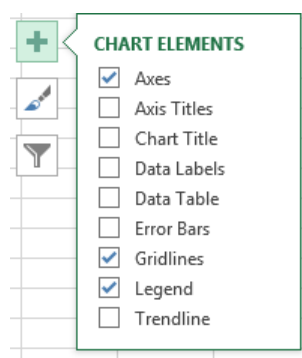 CHART ELEMENTS
Axes
Axis Titles
Chart Title
Data Labels
Data Table
Error Bars
Gridlines
Legend
Trendline